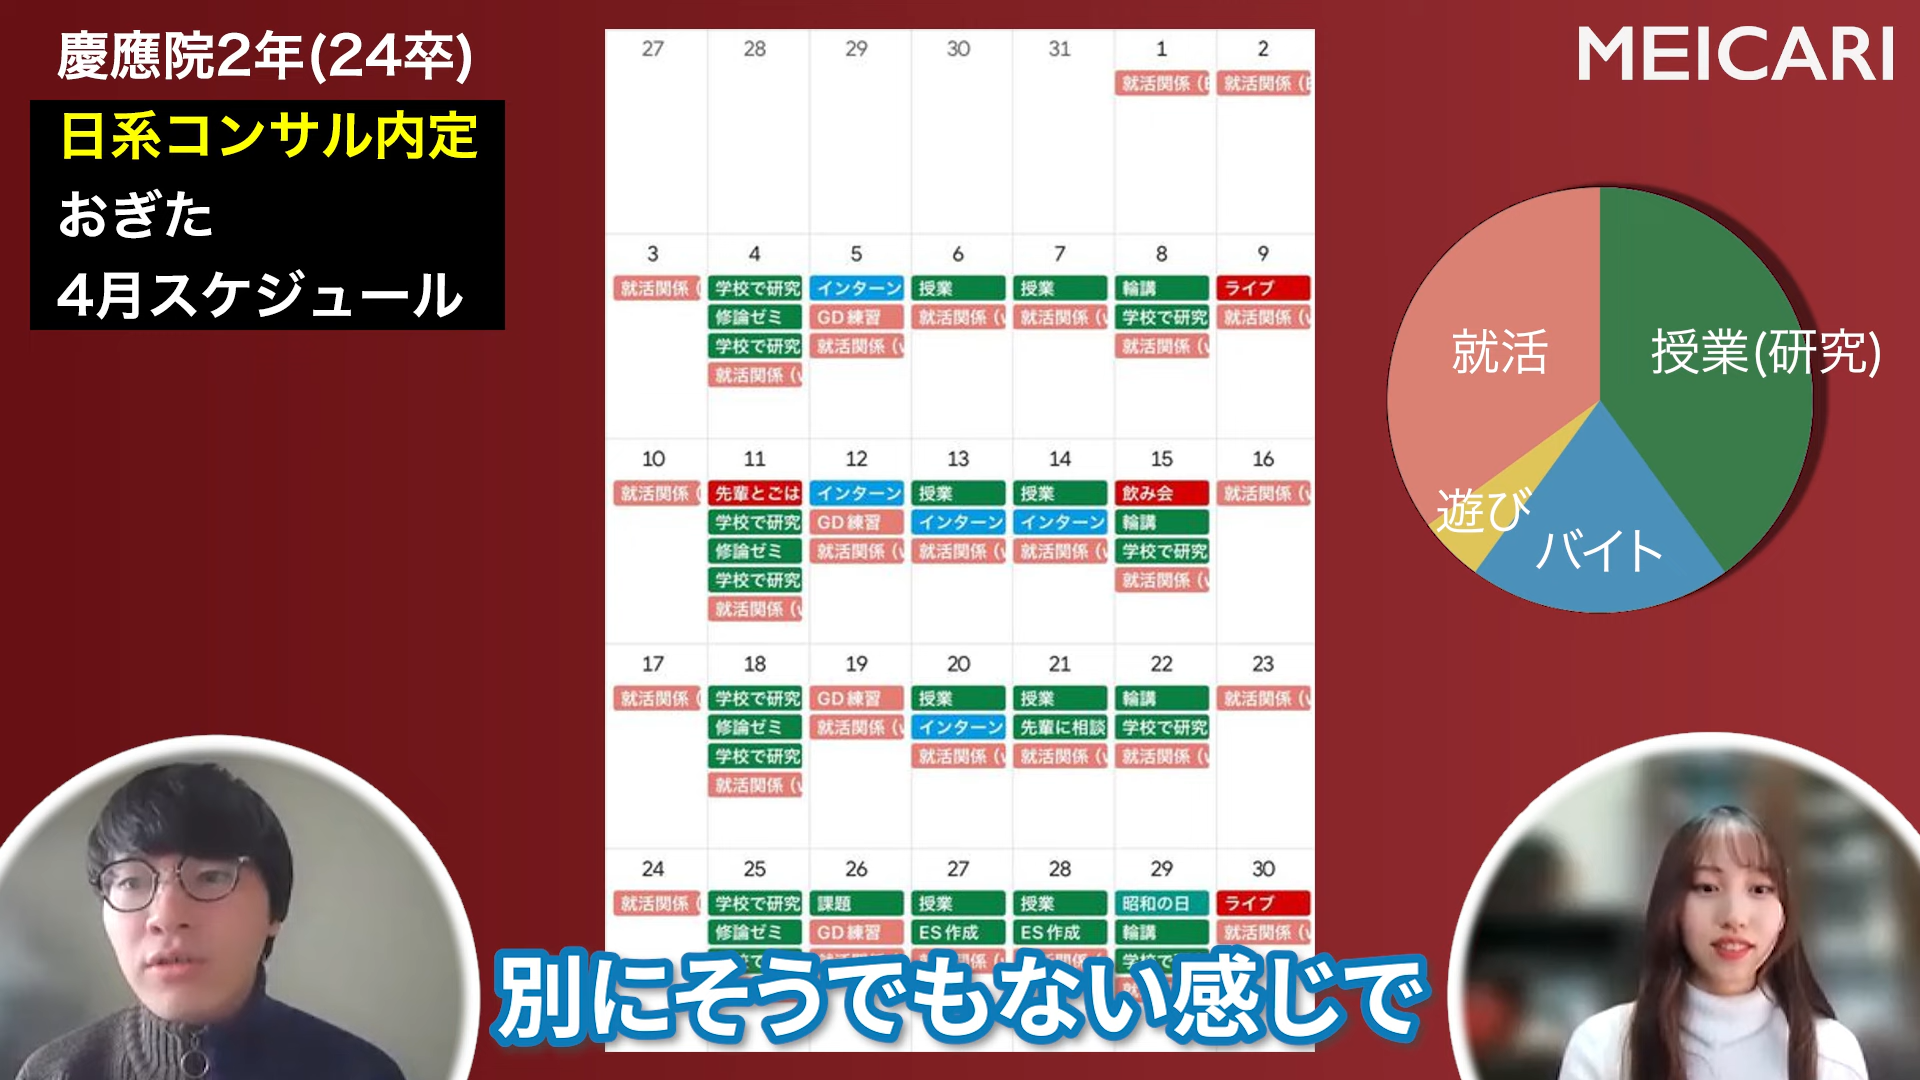 慶應院2年(24卒)
日系コンサル内定
おぎた
4月スケジュール
MEICARI
27 28 29 30 31 1 2
就活関係 就活関係
3 4 5 6 7 8 9
就活関係 学校で研究 インターン 授業 授業 輪講 ライブ
修論ゼミ GD練習 就活関係 就活関係 学校で研究 就活関係
学校で研究 就活関係 就活関係
就活関係
10 11 12 13 14 15 16
就活関係 先輩とごは インターン 授業 授業 飲み会 就活関係
学校で研究 GD練習 インターン インターン 輪講
修論ゼミ 就活関係 就活関係 就活関係 学校で研究
学校で研究 就活関係
就活関係
17 18 19 20 21 22 23
就活関係 学校で研究 GD練習 授業 授業 輪講 就活関係
修論ゼミ 就活関係 インターン 先輩に相談 学校で研究
学校で研究 就活関係 就活関係 就活関係
就活関係
24 25 26 27 28 29 30
就活関係 学校で研究 課題 授業 授業 昭和の日 ライブ
修論ゼミ GD練習 ES作成 ES作成 輪講 就活関係
就活
授業(研究)
遊び
バイト
別にそうでもない感じで